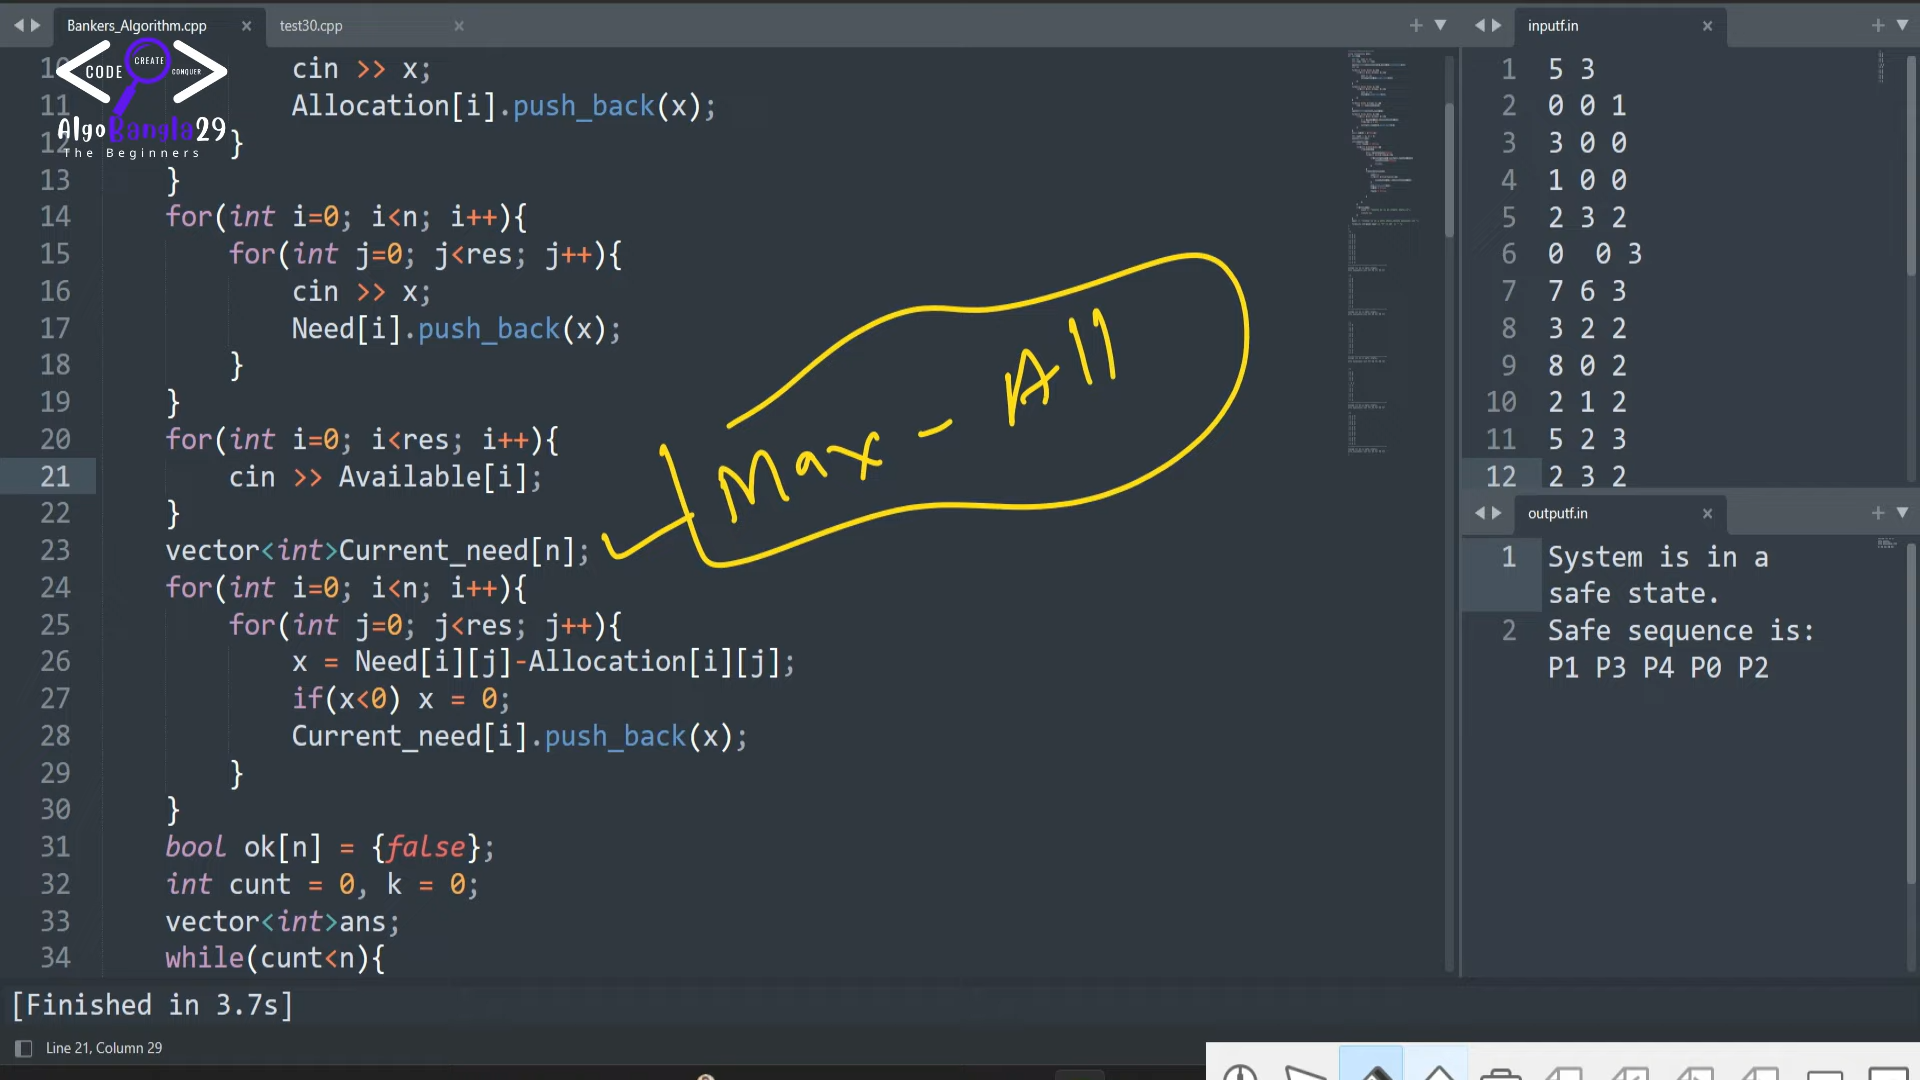 Bankers_Algorithm.cpp
test30.cpp
CODE CREATE CONQUER
AlgoBangla29
The Beginners
10 cin >> x;
11 Allocation[i].push_back(x);
12 }
13 }
14 for(int i=0; i<n; i++){
15 for(int j=0; j<res; j++){
16 cin >> x;
17 Need[i].push_back(x);
18 }
19 }
20 for(int i=0; i<res; i++){
21 cin >> Available[i];
22 }
23 vector<int>Current_need[n];
24 for(int i=0; i<n; i++){
25 for(int j=0; j<res; j++){
26 x = Need[i][j]-Allocation[i][j];
27 if(x<0) x = 0;
28 Current_need[i].push_back(x);
29 }
30 }
31 bool ok[n] = {false};
32 int cunt = 0, k = 0;
33 vector<int>ans;
34 while(cunt<n){
Max - All
inputf.in
1 5 3
2 0 0 1
3 3 0 0
4 1 0 0
5 2 3 2
6 0  0 3
7 7 6 3
8 3 2 2
9 8 0 2
10 2 1 2
11 5 2 3
12 2 3 2
outputf.in
1 System is in a
safe state.
2 Safe sequence is:
P1 P3 P4 P0 P2
[Finished in 3.7s]
Line 21, Column 29